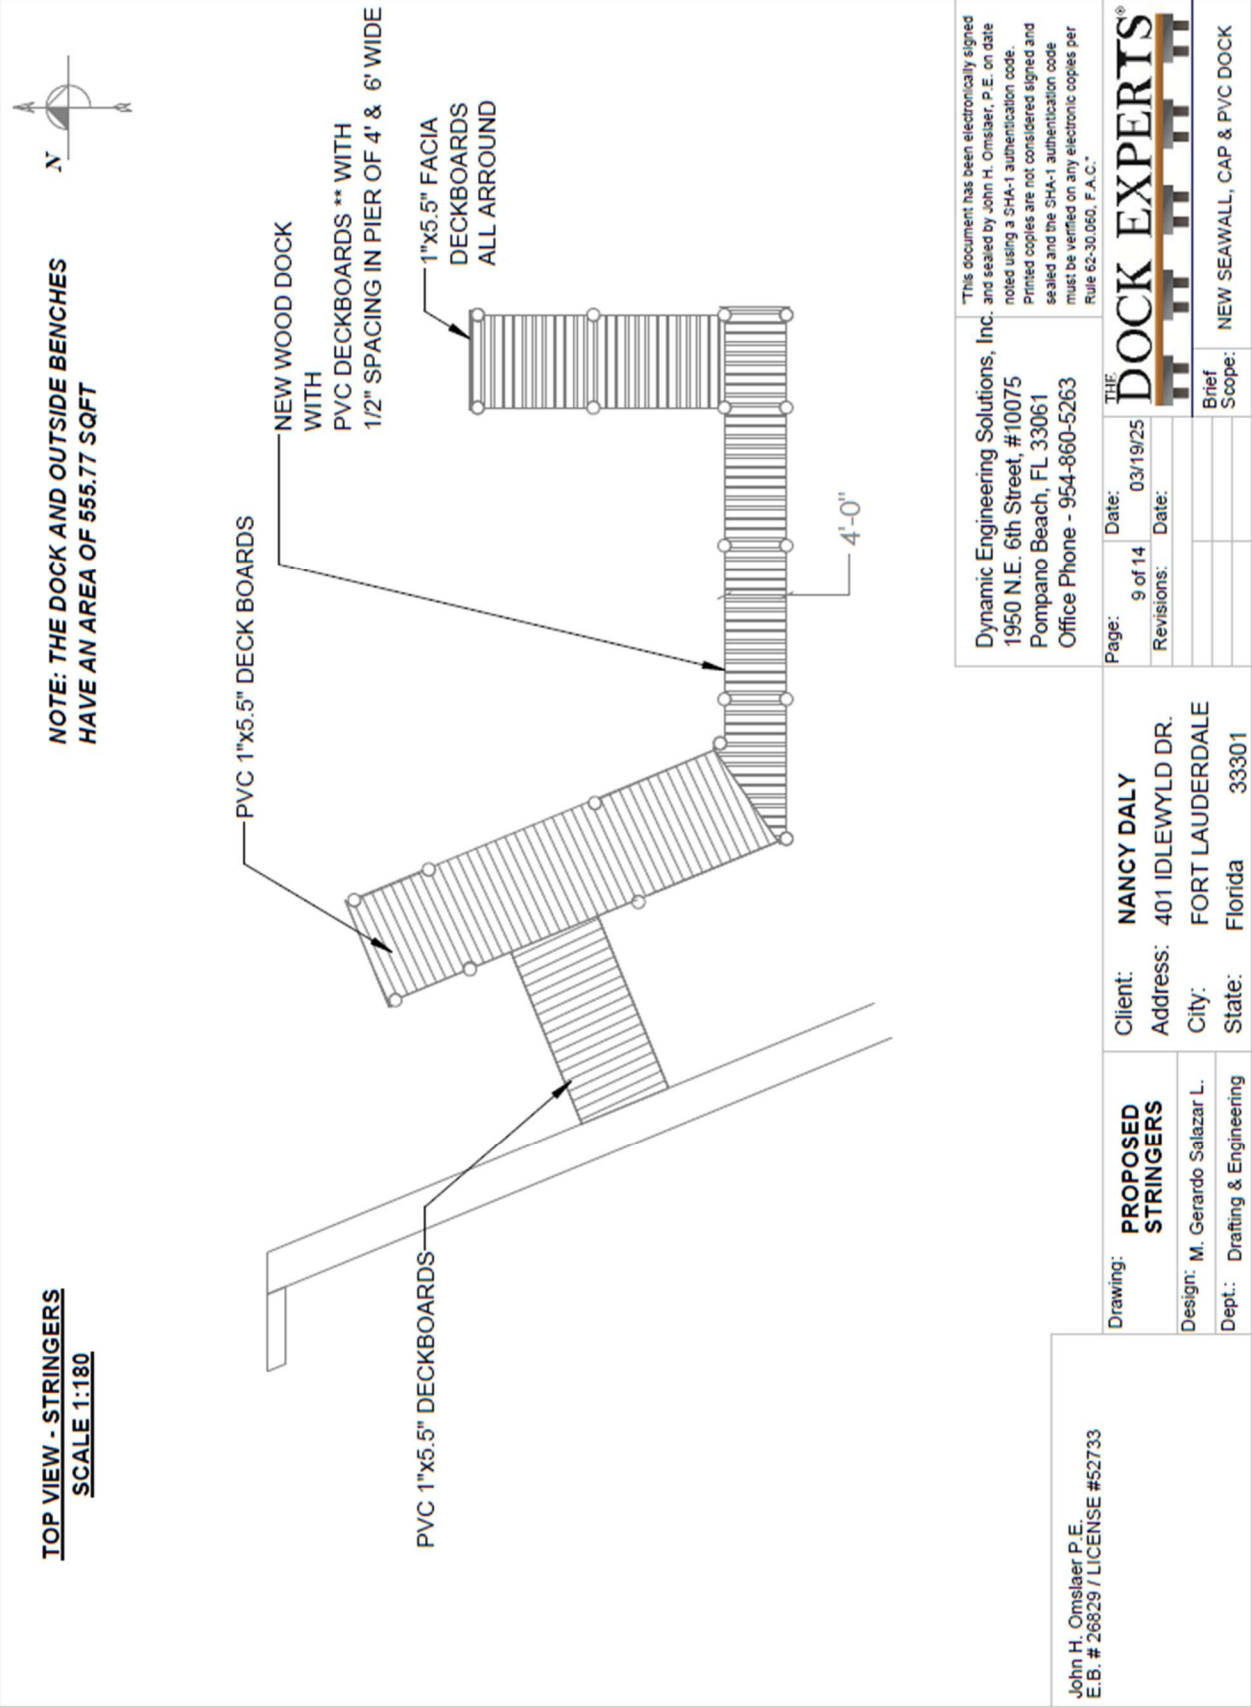 TOP VIEW - STRINGERS
SCALE 1:180
NOTE: THE DOCK AND OUTSIDE BENCHES
HAVE AN AREA OF 555.77 SQFT
N
PVC 1"x5.5" DECK BOARDS
NEW WOOD DOCK
WITH
PVC DECKBOARDS ** WITH
1/2" SPACING IN PIER OF 4' & 6' WIDE
1"x5.5" FACIA
DECKBOARDS
ALL ARROUND
PVC 1"x5.5" DECKBOARDS
4'-0"
John H. Omslaer P.E.
E.B. # 26829 / LICENSE #52733
Dynamic Engineering Solutions, Inc.
1950 N.E. 6th Street, #10075
Pompano Beach, FL 33061
Office Phone - 954-860-5263
"This document has been electronically signed
and sealed by John H. Omslaer, P.E. on date
noted using a SHA-1 authentication code.
Printed copies are not considered signed and
sealed and the SHA-1 authentication code
must be verified on any electronic copies per
Rule 62-30.060, F.A.C."
Drawing:
PROPOSED
STRINGERS
Design: M. Gerardo Salazar L.
Dept.: Drafting & Engineering
Client: NANCY DALY
Address: 401 IDLEWYLD DR.
City: FORT LAUDERDALE
State: Florida 33301
Page: 9 of 14
Date: 03/19/25
Revisions: Date:
THE
DOCK EXPERTS®
Brief
Scope:
NEW SEAWALL, CAP & PVC DOCK